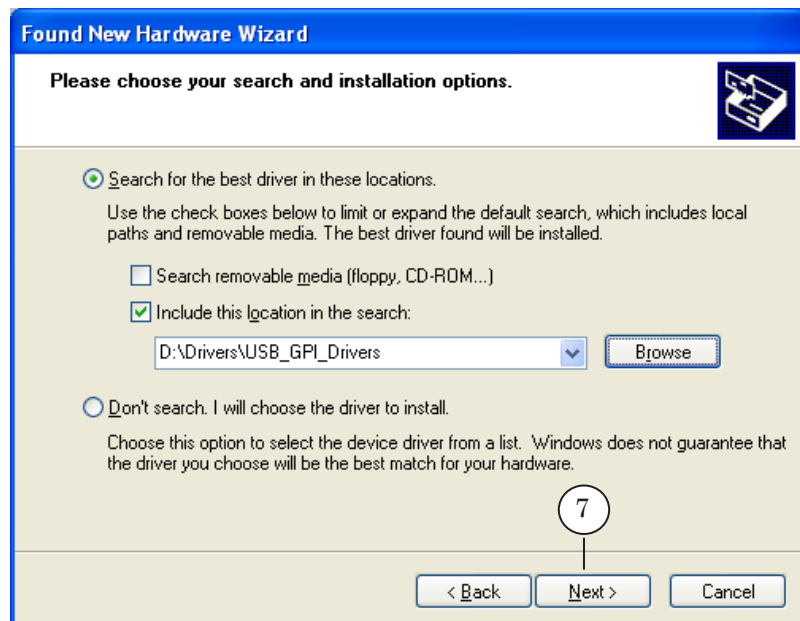 Found New Hardware Wizard
Please choose your search and installation options.
Search for the best driver in these locations.
Use the check boxes below to limit or expand the default search, which includes local
paths and removable media. The best driver found will be installed.
Search removable media (floppy, CD-ROM...)
Include this location in the search:
D:\Drivers\USB_GPI_Drivers
Browse
Don't search. I will choose the driver to install.
Choose this option to select the device driver from a list. Windows does not guarantee that
the driver you choose will be the best match for your hardware.
7
< Back Next > Cancel